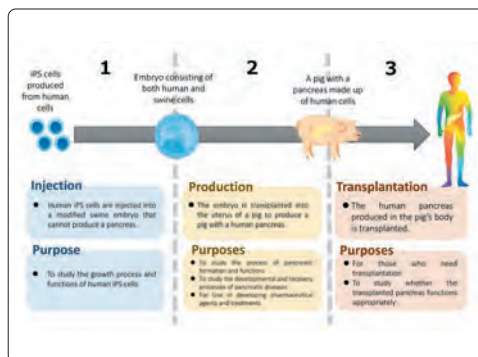 1
2
3
iPS cells
produced
from human
cells
Embryo consisting of
both human and
swine cells
A pig with a
pancreas made up
of human cells
Injection
Human iPS cells are injected into
a modified swine embryo that
cannot produce a pancreas.
Purpose
To study the growth process and
functions of human iPS cells
Production
The embryo is transplanted into
the uterus of a pig to produce a
pig with a human pancreas.
Purposes
To study the process of pancreas
formation and functions
To study the developmental and recovery
processes of pancreatic diseases
For Use in developing pharmaceutical
agents and treatments
Transplantation
The human pancreas
produced in the pig's body
is transplanted.
Purposes
For those who need
transplantation
To study whether the
transplanted pancreas functions
appropriately